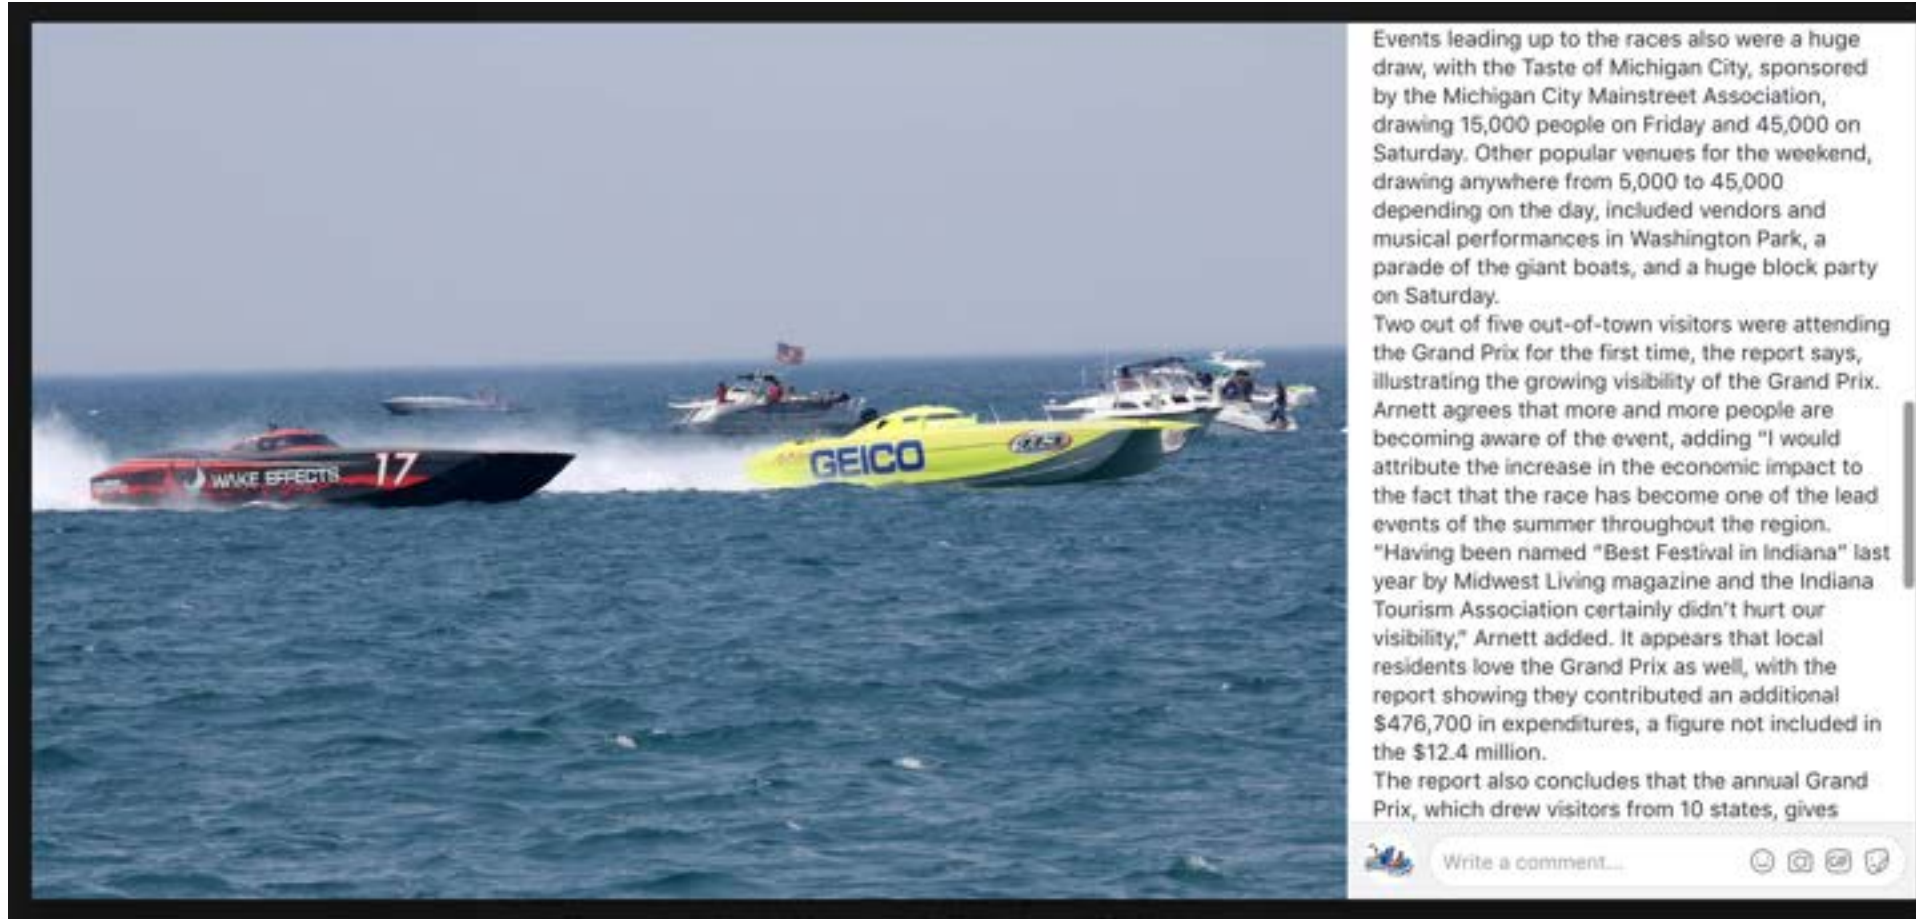 WAKE EFFECTS 17
GEICO
Events leading up to the races also were a huge
draw, with the Taste of Michigan City, sponsored
by the Michigan City Mainstreet Association,
drawing 15,000 people on Friday and 45,000 on
Saturday. Other popular venues for the weekend,
drawing anywhere from 5,000 to 45,000
depending on the day, included vendors and
musical performances in Washington Park, a
parade of the giant boats, and a huge block party
on Saturday.
Two out of five out-of-town visitors were attending
the Grand Prix for the first time, the report says,
illustrating the growing visibility of the Grand Prix.
Arnett agrees that more and more people are
becoming aware of the event, adding “I would
attribute the increase in the economic impact to
the fact that the race has become one of the lead
events of the summer throughout the region.
“Having been named “Best Festival in Indiana” last
year by Midwest Living magazine and the Indiana
Tourism Association certainly didn’t hurt our
visibility,” Arnett added. It appears that local
residents love the Grand Prix as well, with the
report showing they contributed an additional
$476,700 in expenditures, a figure not included in
the $12.4 million.
The report also concludes that the annual Grand
Prix, which drew visitors from 10 states, gives
Write a comment...
GIF